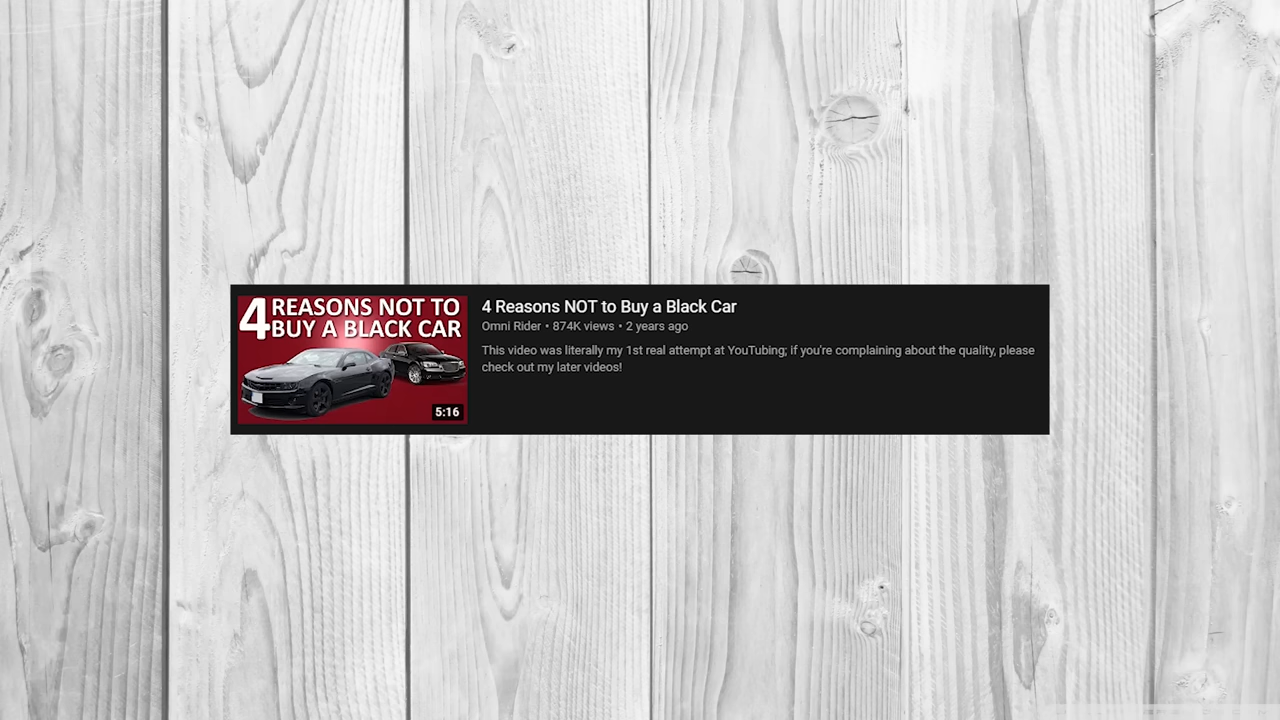 4 REASONS NOT TO
BUY A BLACK CAR
5:16
4 Reasons NOT to Buy a Black Car
Omni Rider • 874K views • 2 years ago
This video was literally my 1st real attempt at YouTubing; if you're complaining about the quality, please
check out my later videos!